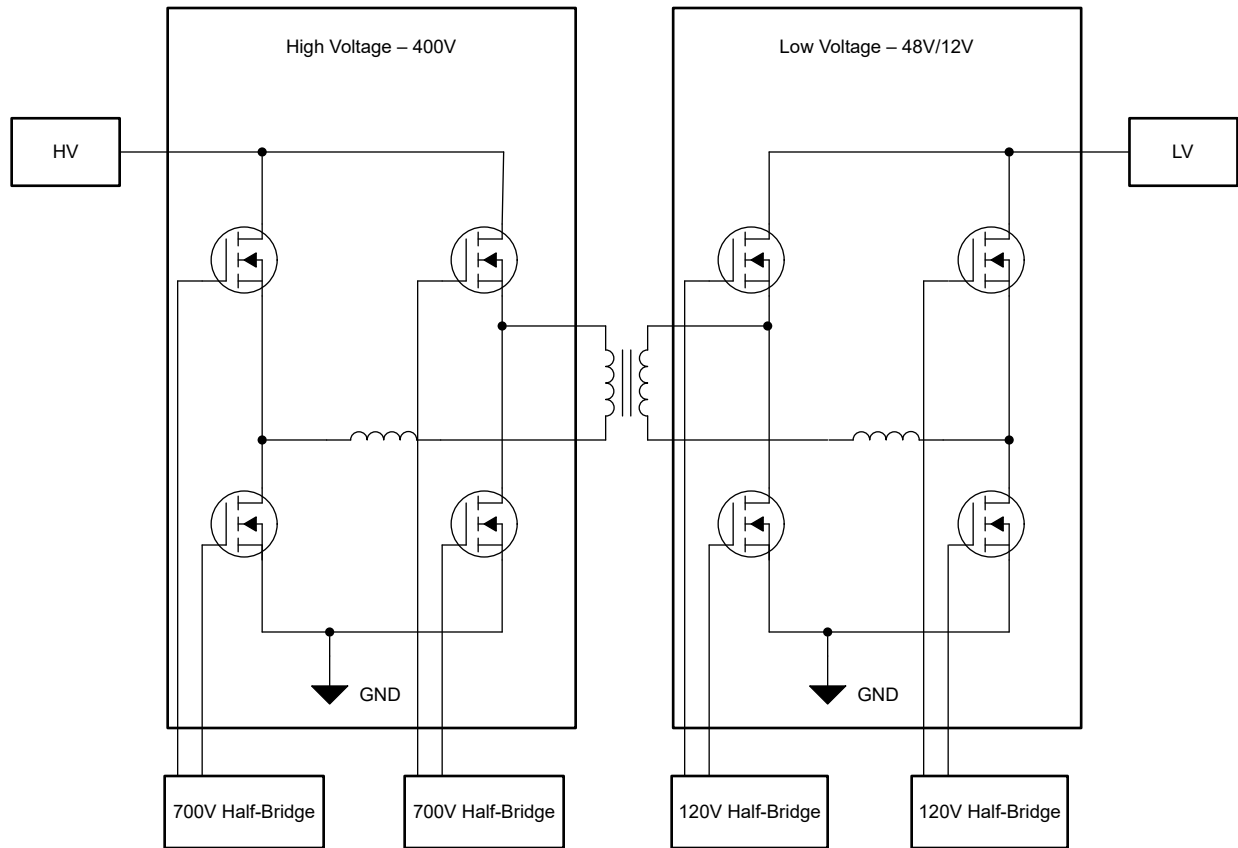 High Voltage – 400V
Low Voltage – 48V/12V
HV
LV
GND
GND
700V Half-Bridge
700V Half-Bridge
120V Half-Bridge
120V Half-Bridge